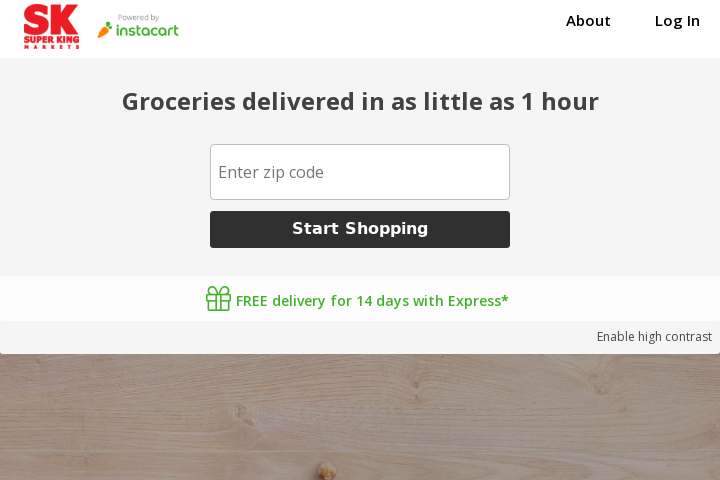 SK
SUPER KING
MARKETS
Powered by
instacart
About
Log In
Groceries delivered in as little as 1 hour
Enter zip code
Start Shopping
FREE delivery for 14 days with Express*
Enable high contrast